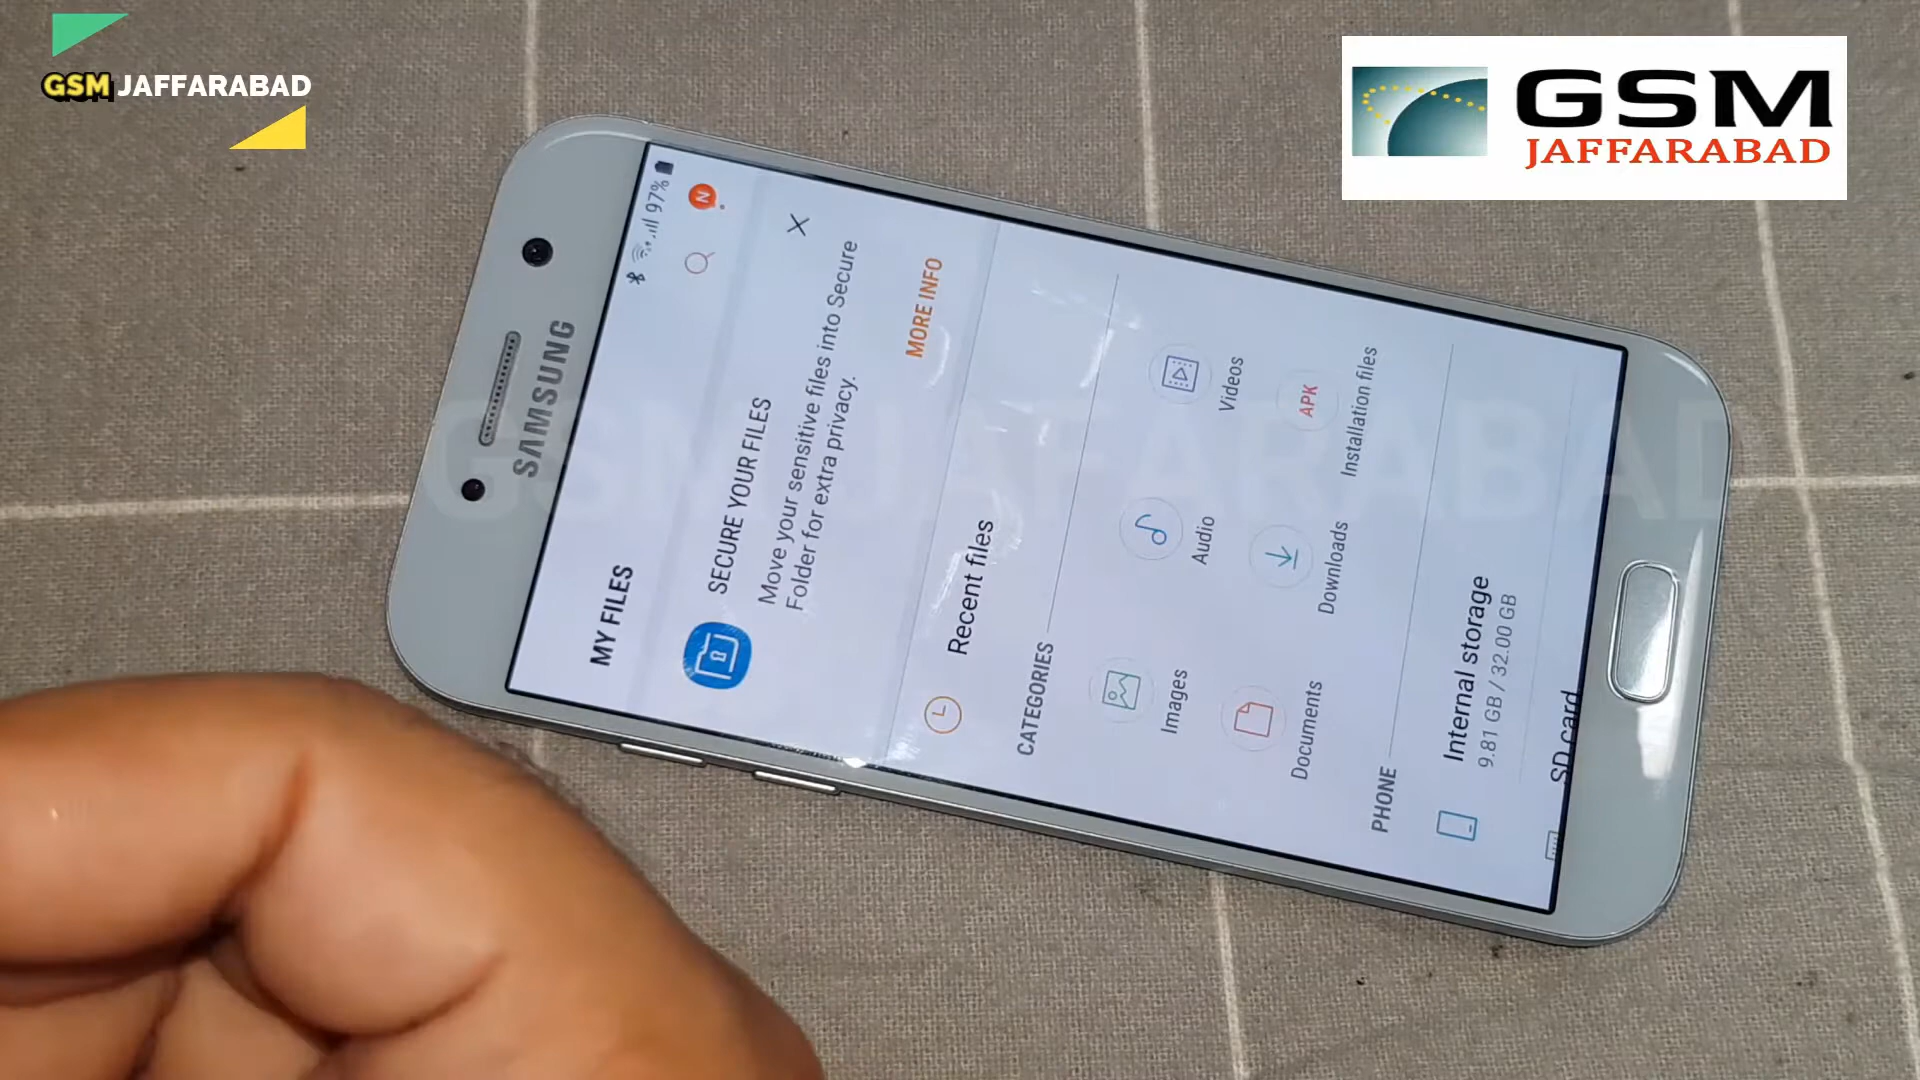 GSM JAFFARABAD
GSM
JAFFARABAD
SAMSUNG
97%
MY FILES
N
SECURE YOUR FILES
Move your sensitive files into Secure
Folder for extra privacy.
MORE INFO
Recent files
CATEGORIES
Images
Audio
Videos
Documents
Downloads
APK
Installation files
PHONE
Internal storage
9.81 GB / 32.00 GB
SD card
GSM JAFFARABAD